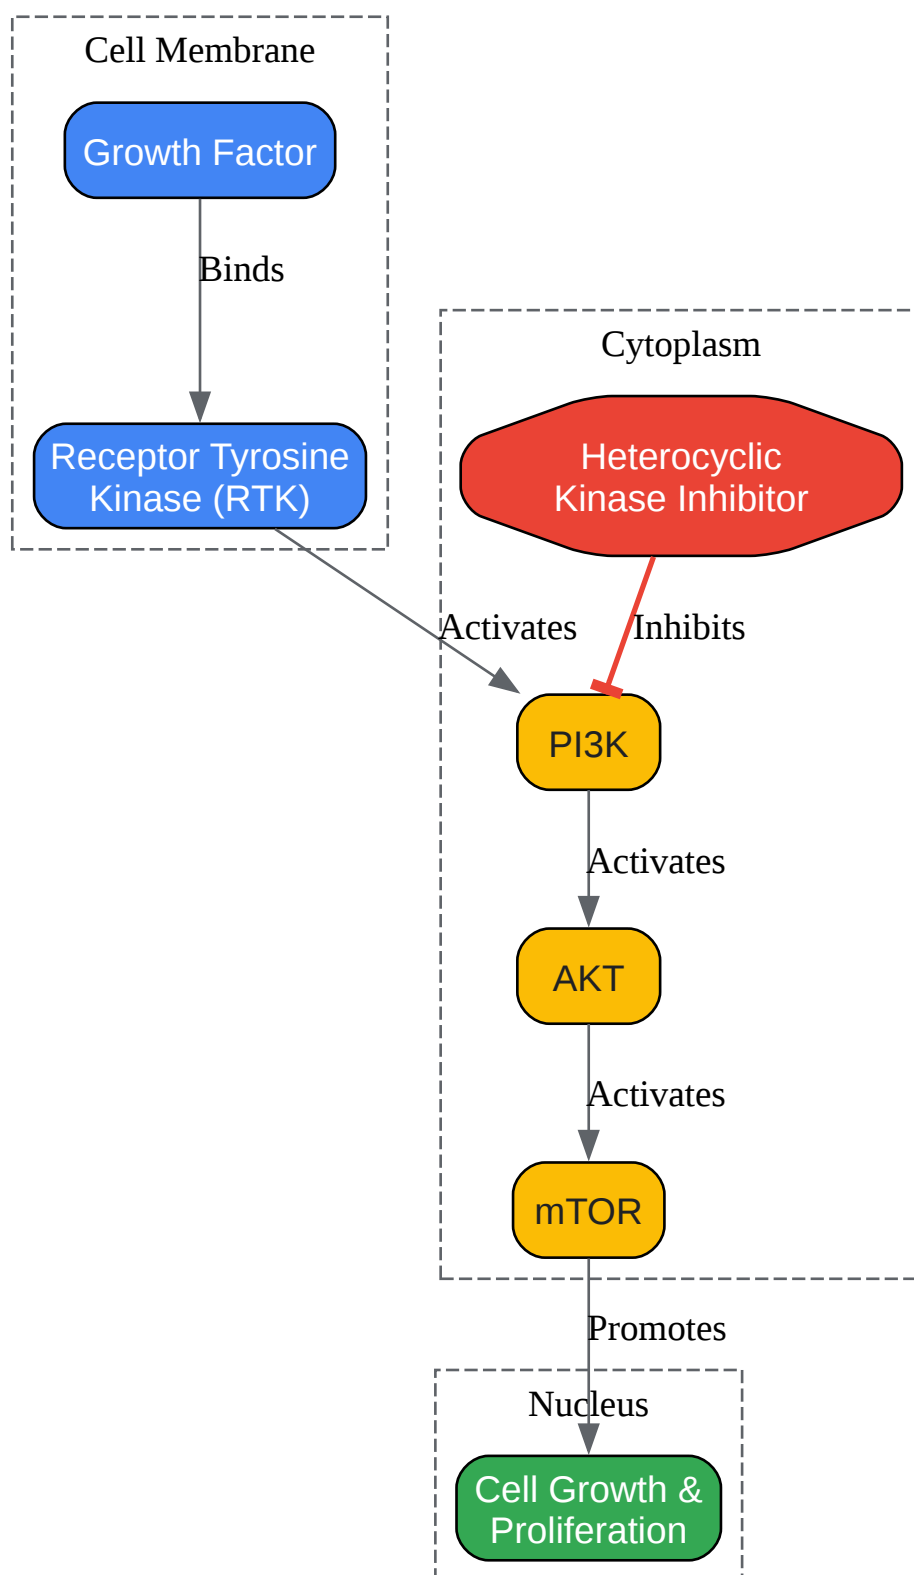 Cell Membrane
Growth Factor
Binds
Receptor Tyrosine
Kinase (RTK)
Cytoplasm
Heterocyclic
Kinase Inhibitor
Activates
Inhibits
PI3K
Activates
AKT
Activates
mTOR
Promotes
Nucleus
Cell Growth &
Proliferation